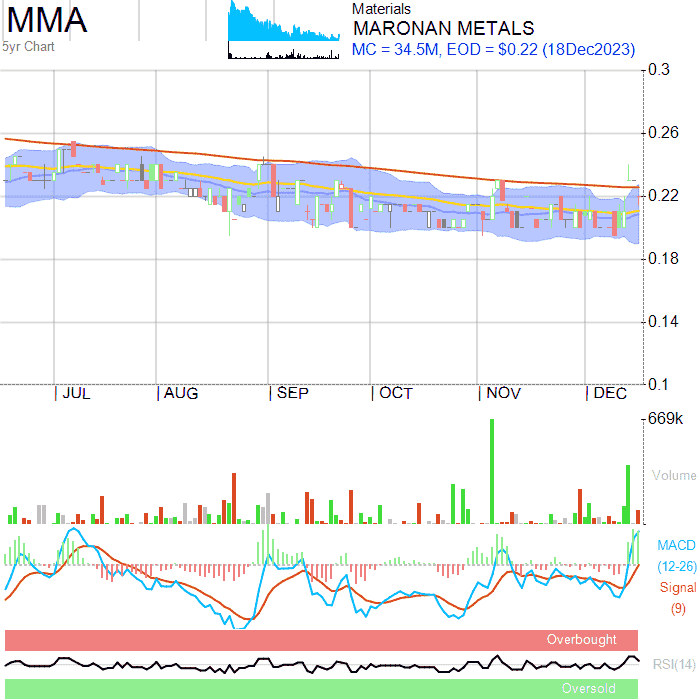 MMA
5yr Chart
Materials
MARONAN METALS
MC = 34.5M, EOD = $0.22 (18Dec2023)
0.3
0.26
0.22
0.18
0.14
0.1
JUL AUG SEP OCT NOV DEC
669k
Volume
MACD
(12-26)
Signal
(9)
Overbought
RSI(14)
Oversold